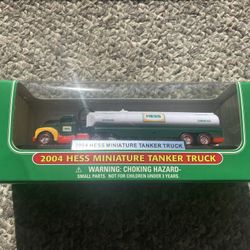 HESS
2004 HESS MINIATURE TANKER TRUCK
2004 HESS MINIATURE TANKER TRUCK
WARNING: CHOKING HAZARD-
SMALL PARTS. NOT FOR CHILDREN UNDER 3 YEARS.